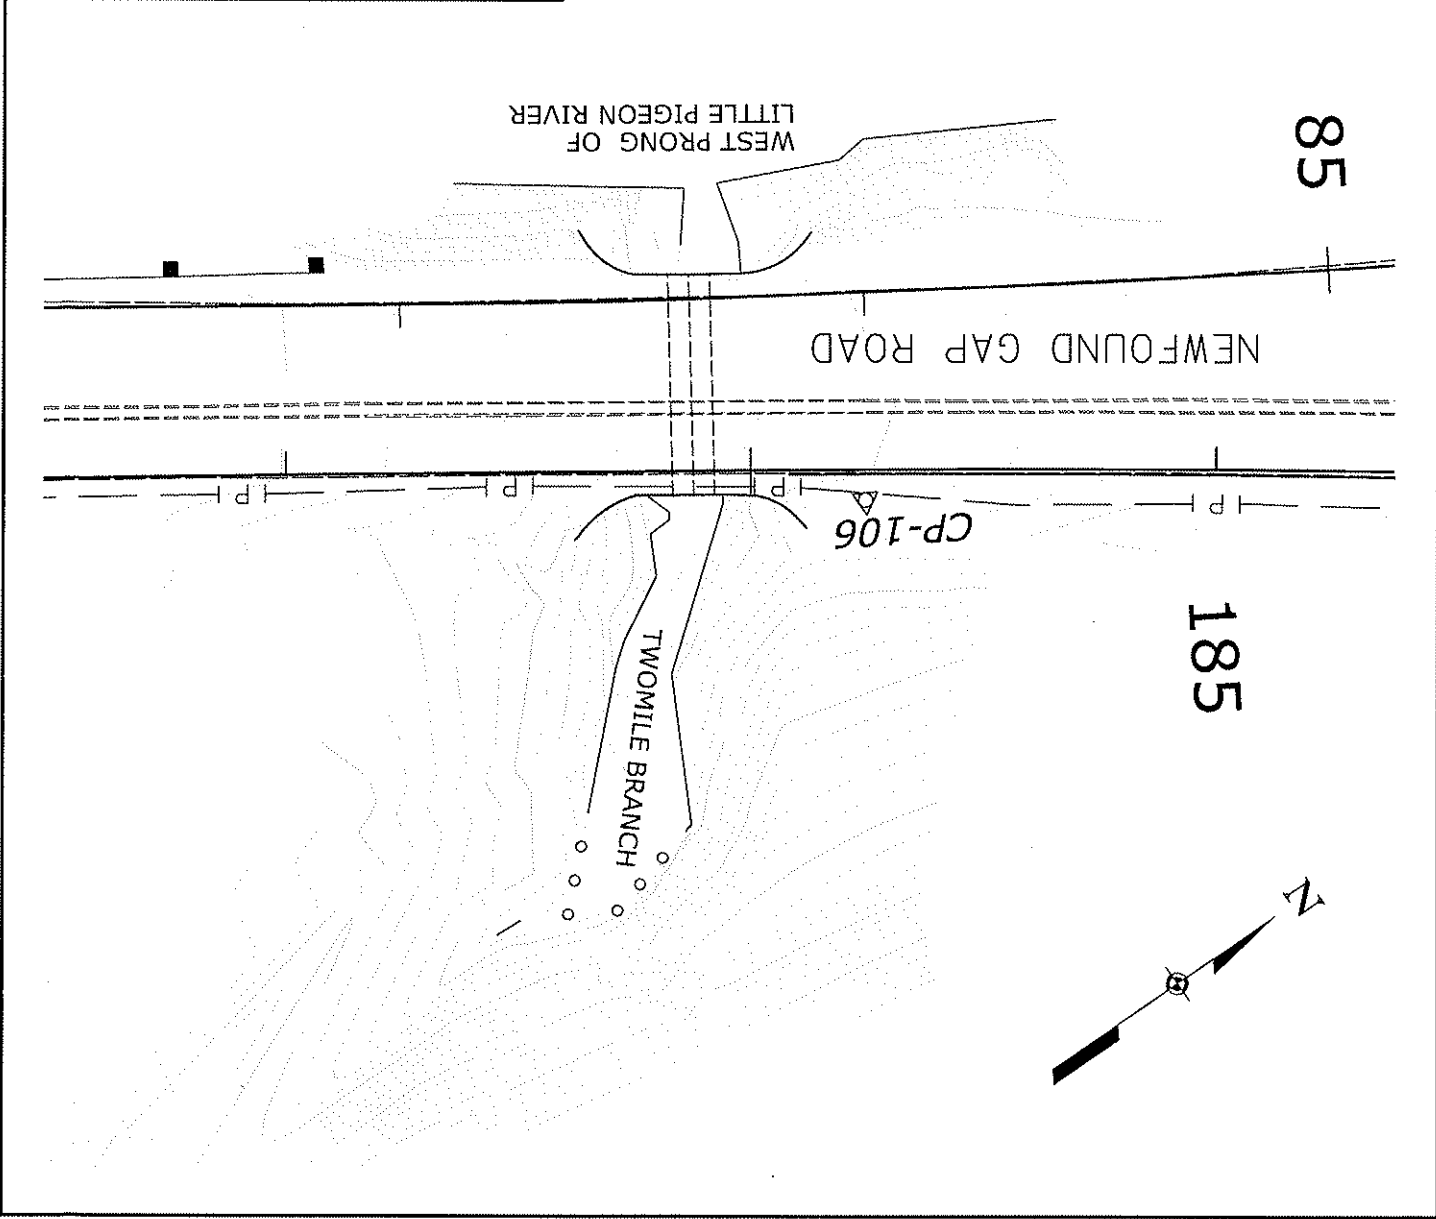 WEST PRONG OF
LITTLE PIGEON RIVER
85
NEWFOUND GAP ROAD
P
P
P
P
CP-106
185
TWOMILE BRANCH
N